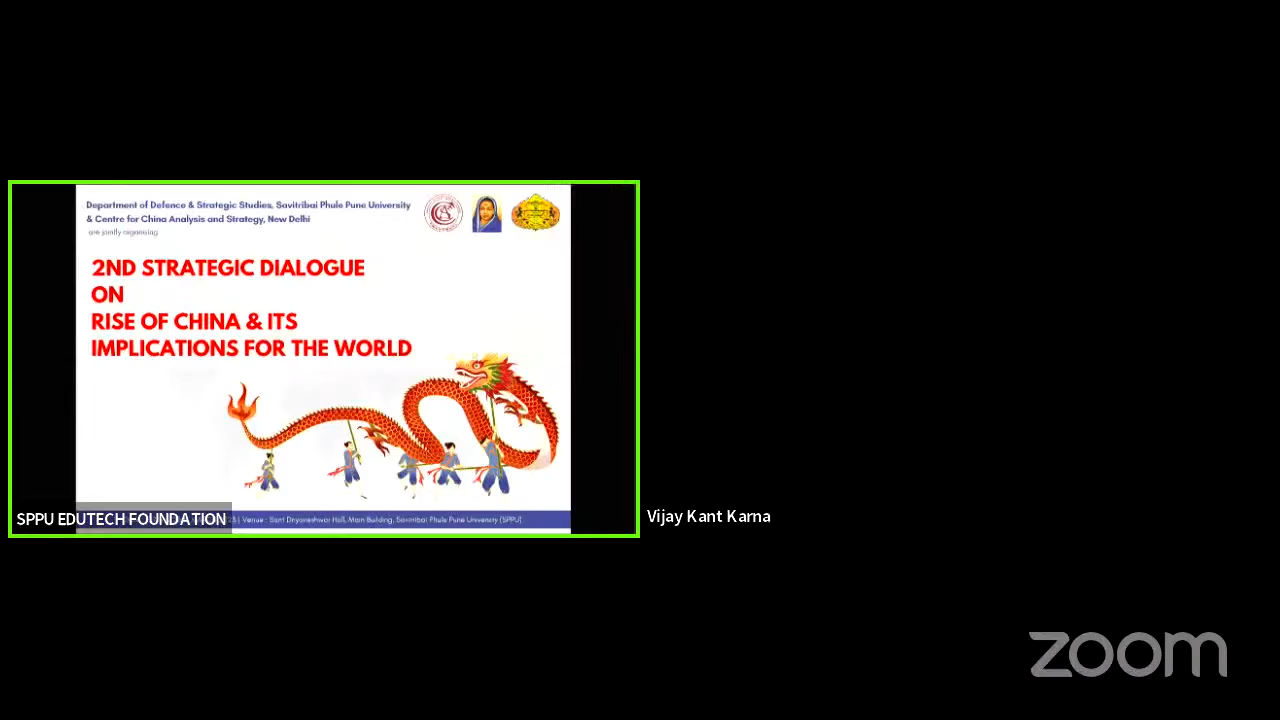 Department of Defence & Strategic Studies, Savitribai Phule Pune University
& Centre for China Analysis and Strategy, New Delhi
are jointly organising
2ND STRATEGIC DIALOGUE
ON
RISE OF CHINA & ITS
IMPLICATIONS FOR THE WORLD
SPPU EDUTECH FOUNDATION
| Venue : Sant Dnyaneshwar Hall, Main Building, Savitribai Phule Pune University (SPPU)
Vijay Kant Karna
zoom